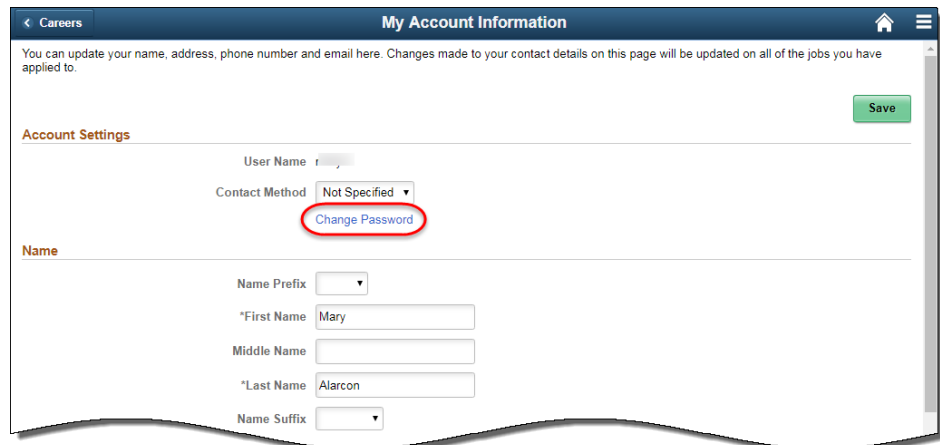 Careers
My Account Information
You can update your name, address, phone number and email here. Changes made to your contact details on this page will be updated on all of the jobs you have
applied to.
Save
Account Settings
User Name
Contact Method Not Specified
Change Password
Name
Name Prefix
*First Name Mary
Middle Name
*Last Name Alarcon
Name Suffix